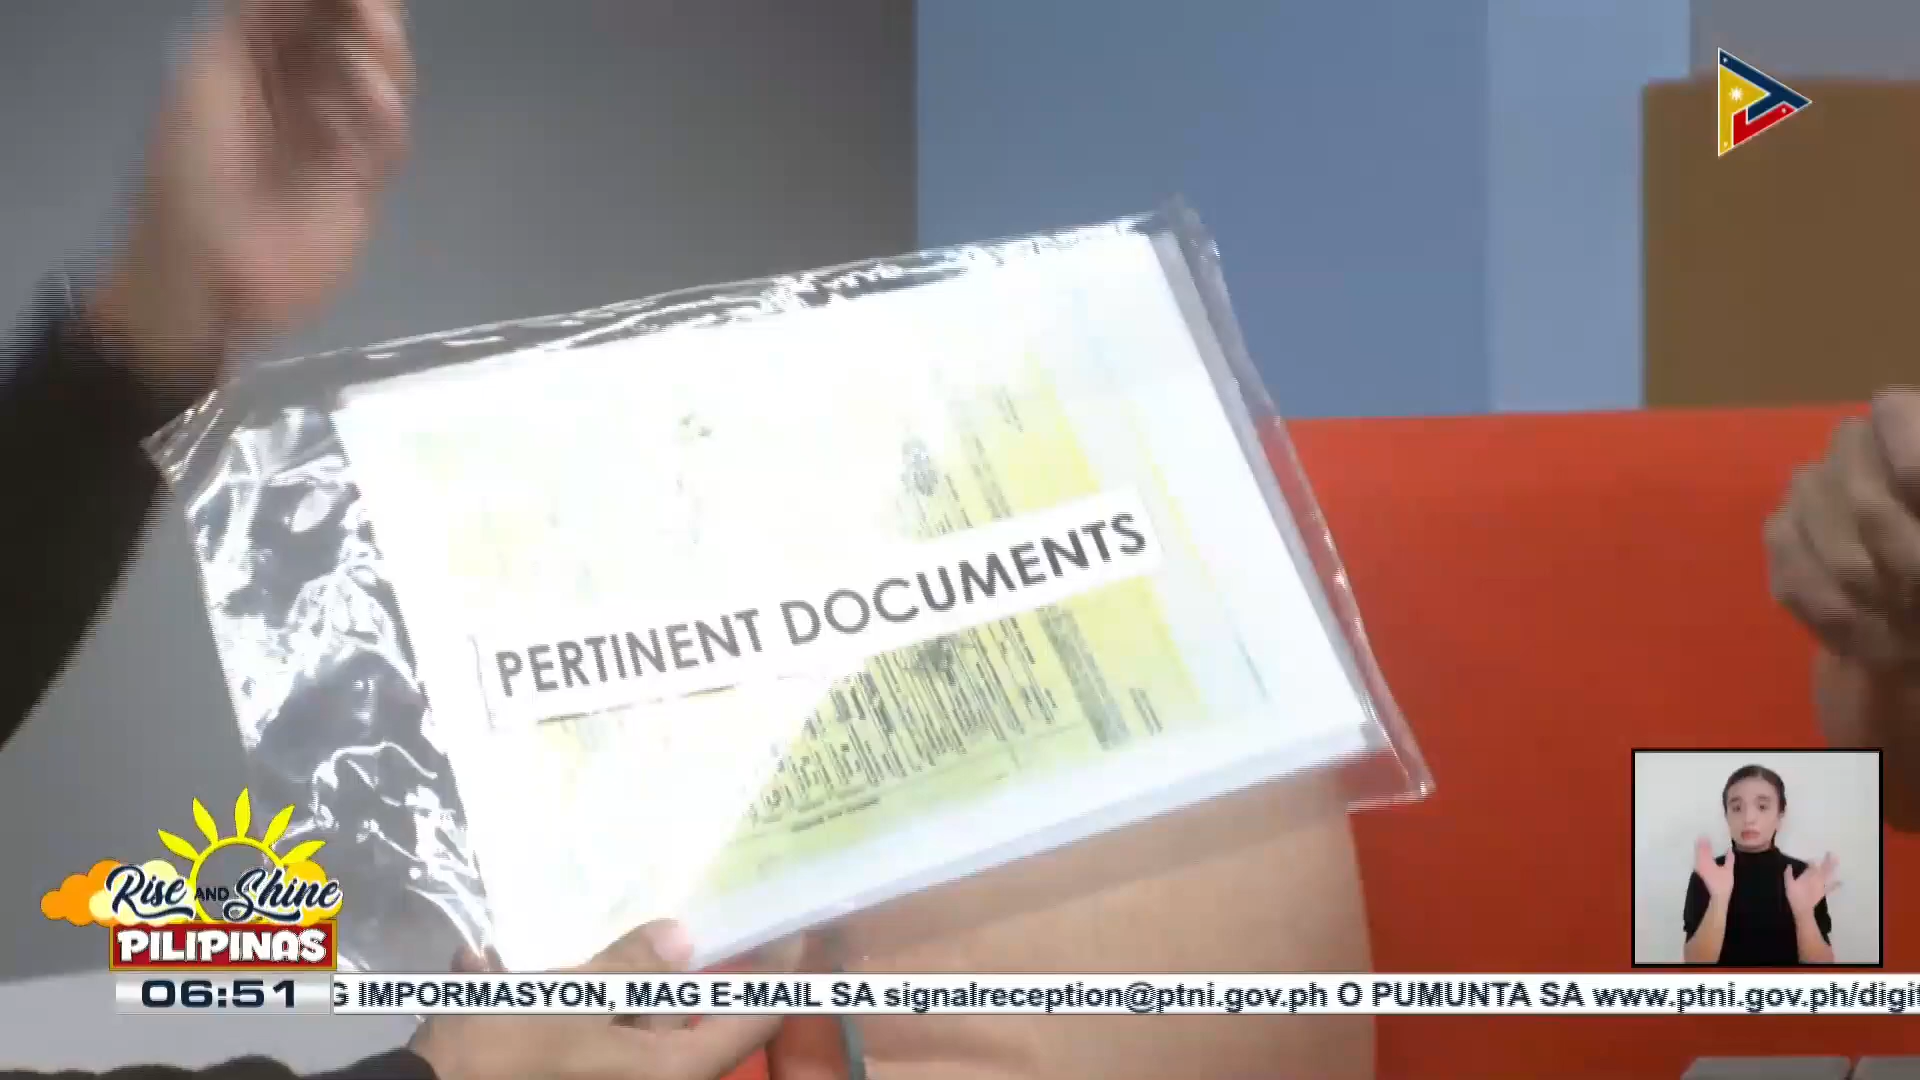 PERTINENT DOCUMENTS
Rise AND Shine
PILIPINAS
06:51
G IMPORMASYON, MAG E-MAIL SA signalreception@ptni.gov.ph O PUMUNTA SA www.ptni.gov.ph/digit